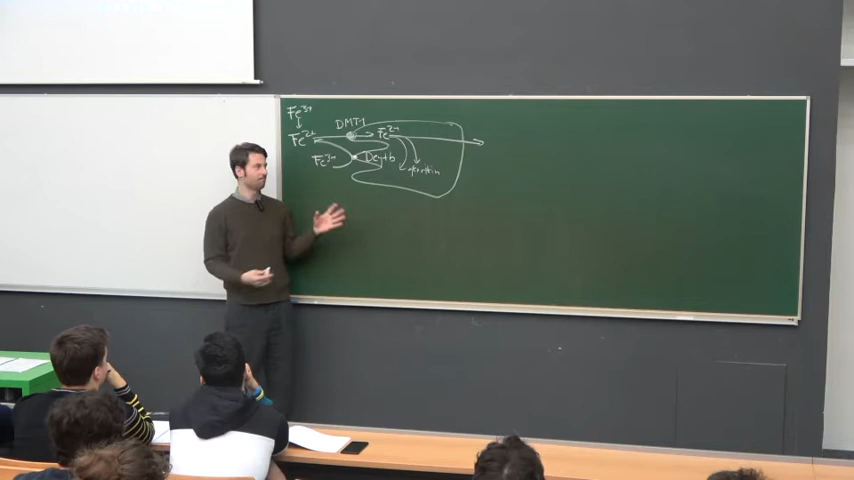 Fe3+
DMT-1
Fe2+ Fe2+
Fe3+ Dcytb
ferritin